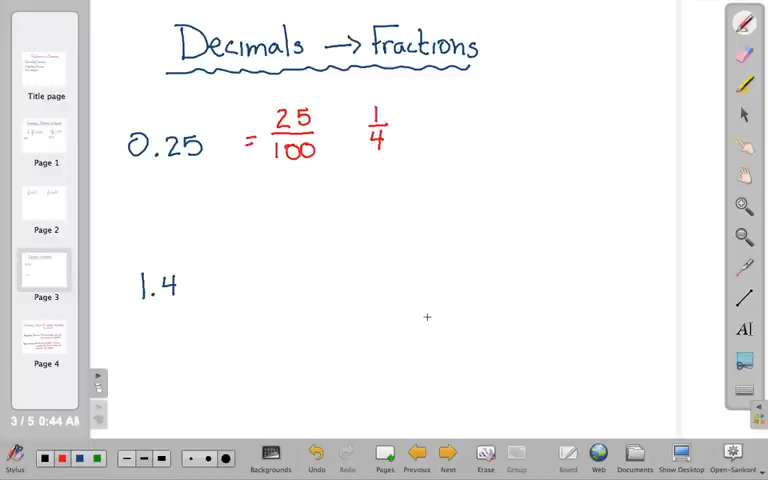 Decimals → Fractions
0.25 = 25/100 1/4
1.4
Title page
Page 1
Page 2
Page 3
Page 4
3 / 5 0:44 AM
Stylus
Backgrounds
Undo
Redo
Pages
Previous
Next
Erase
Group
Board
Web
Documents
Show Desktop
Open-Sankoré